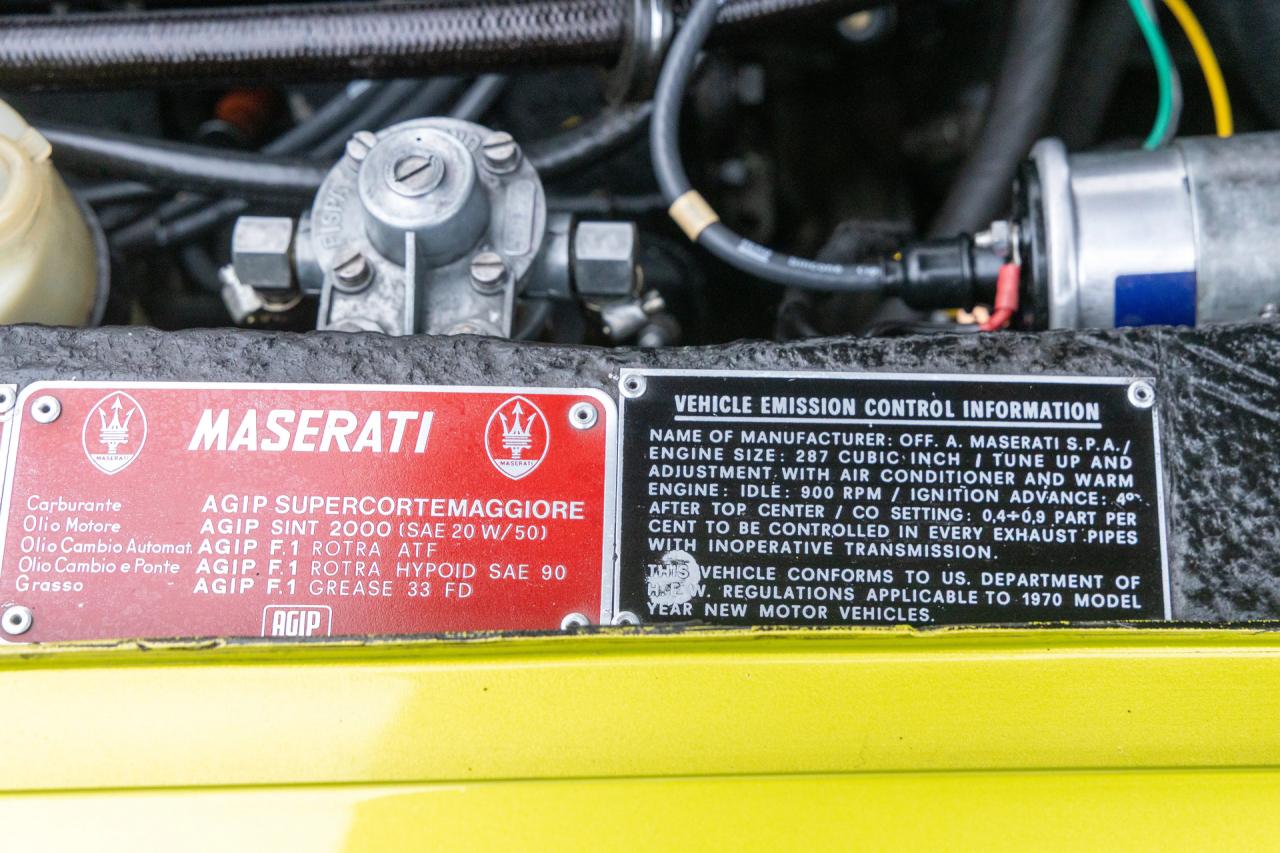 FISPA
MASERATI
MASERATI
MASERATI
Carburante AGIP SUPERCORTEMAGGIORE
Olio Motore AGIP SINT 2000 (SAE 20 W/50)
Olio Cambio Automat. AGIP F.1 ROTRA ATF
Olio Cambio e Ponte AGIP F.1 ROTRA HYPOID SAE 90
Grasso AGIP F.1 GREASE 33 FD
AGIP
VEHICLE EMISSION CONTROL INFORMATION
NAME OF MANUFACTURER: OFF. A. MASERATI S.P.A./
ENGINE SIZE: 287 CUBIC INCH / TUNE UP AND
ADJUSTMENT WITH AIR CONDITIONER AND WARM
ENGINE: IDLE: 900 RPM / IGNITION ADVANCE: 4°
AFTER TOP CENTER / CO SETTING: 0,4÷0,9 PART PER
CENT TO BE CONTROLLED IN EVERY EXHAUST PIPES
WITH INOPERATIVE TRANSMISSION.
THIS VEHICLE CONFORMS TO US. DEPARTMENT OF
H.E.W. REGULATIONS APPLICABLE TO 1970 MODEL
YEAR NEW MOTOR VEHICLES.